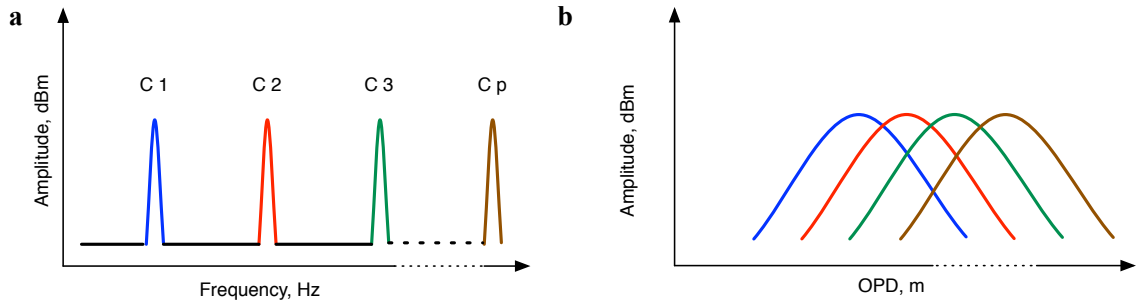 a
C 1
C 2
C 3
C p
Amplitude, dBm
Frequency, Hz
b
Amplitude, dBm
OPD, m